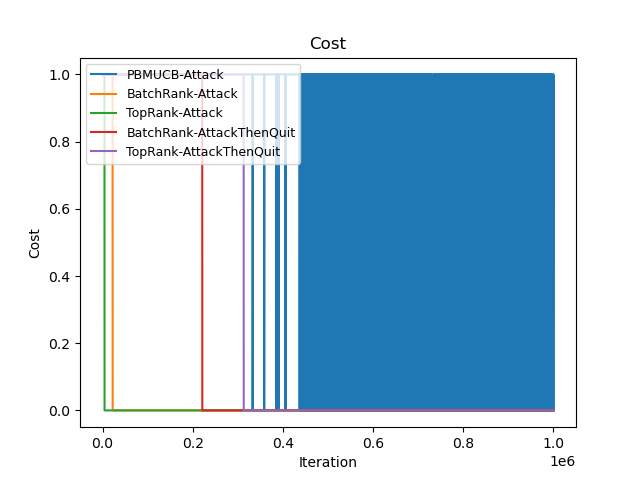 Cost
PBMUCB-Attack
BatchRank-Attack
TopRank-Attack
BatchRank-AttackThenQuit
TopRank-AttackThenQuit
Cost
1.0
0.8
0.6
0.4
0.2
0.0
0.0 0.2 0.4 0.6 0.8 1.0
Iteration
1e6